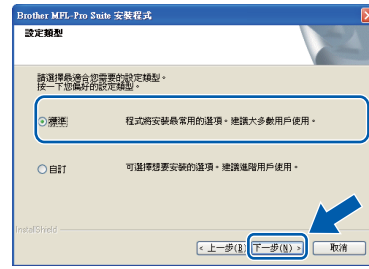 Brother MFL-Pro Suite 安裝程式
設定類型
請選擇最適合您需要的設定類型。
按一下您偏好的設定類型。
標準 程式將安裝最常用的選項。建議大多數用戶使用。
自訂 可選擇想要安裝的選項。建議進階用戶使用。
InstallShield
< 上一步(B) 下一步(N) > 取消